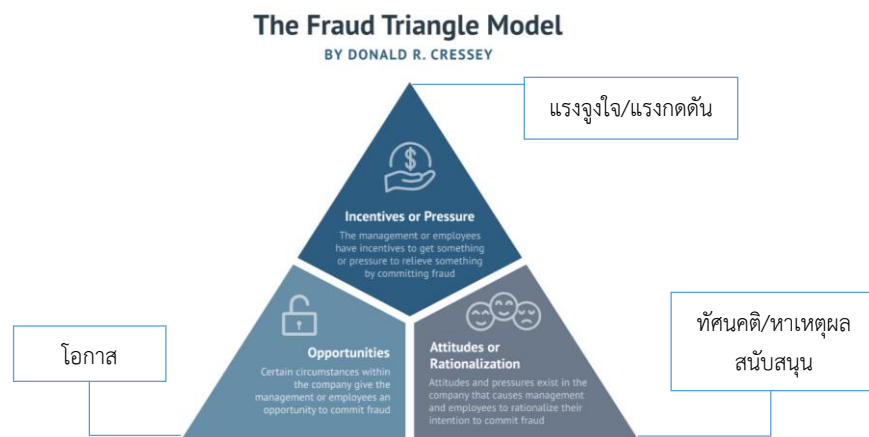 The Fraud Triangle Model
BY DONALD R. CRESSEY
แรงจูงใจ/แรงกดดัน
$
Incentives or Pressure
The management or employees
have incentives to get something
or pressure to relieve something
by committing fraud
โอกาส
Opportunities
Certain circumstances within
the company give the
management or employees an
opportunity to commit fraud
Attitudes or
Rationalization
Attitudes and pressures exist in the
company that causes management
and employees to rationalize their
intention to commit fraud
ทัศนคติ/หาเหตุผล
สนับสนุน